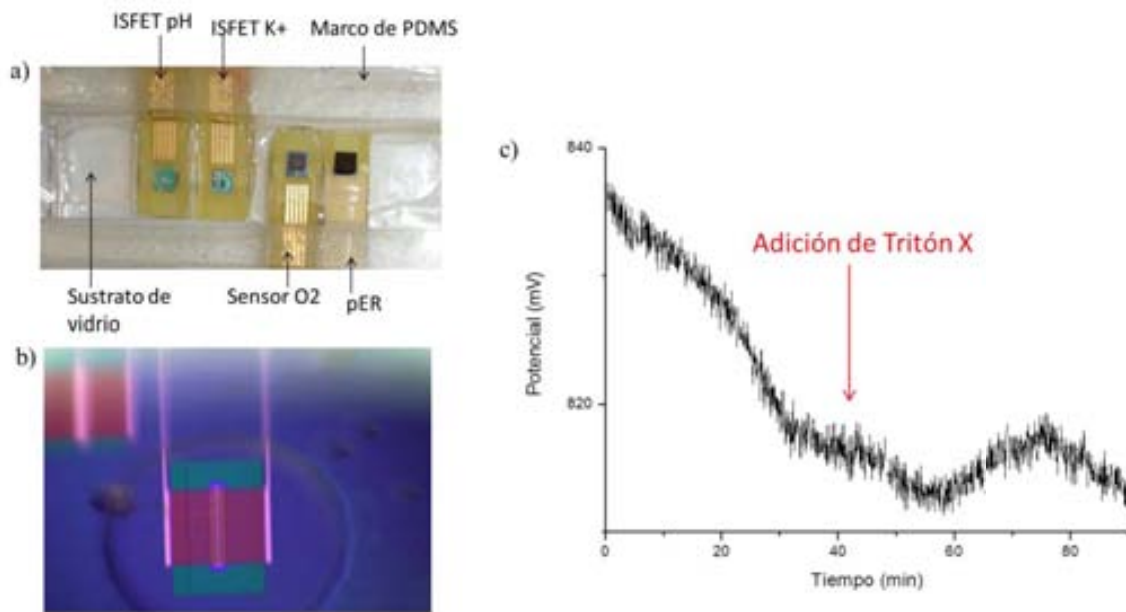 ISFET pH
ISFET K+
Marco de PDMS
a)
Sustrato de
vidrio
Sensor O2
pER
b)
c)
840
820
Potencial (mV)
Adición de Tritón X
0
20
40
60
80
Tiempo (min)